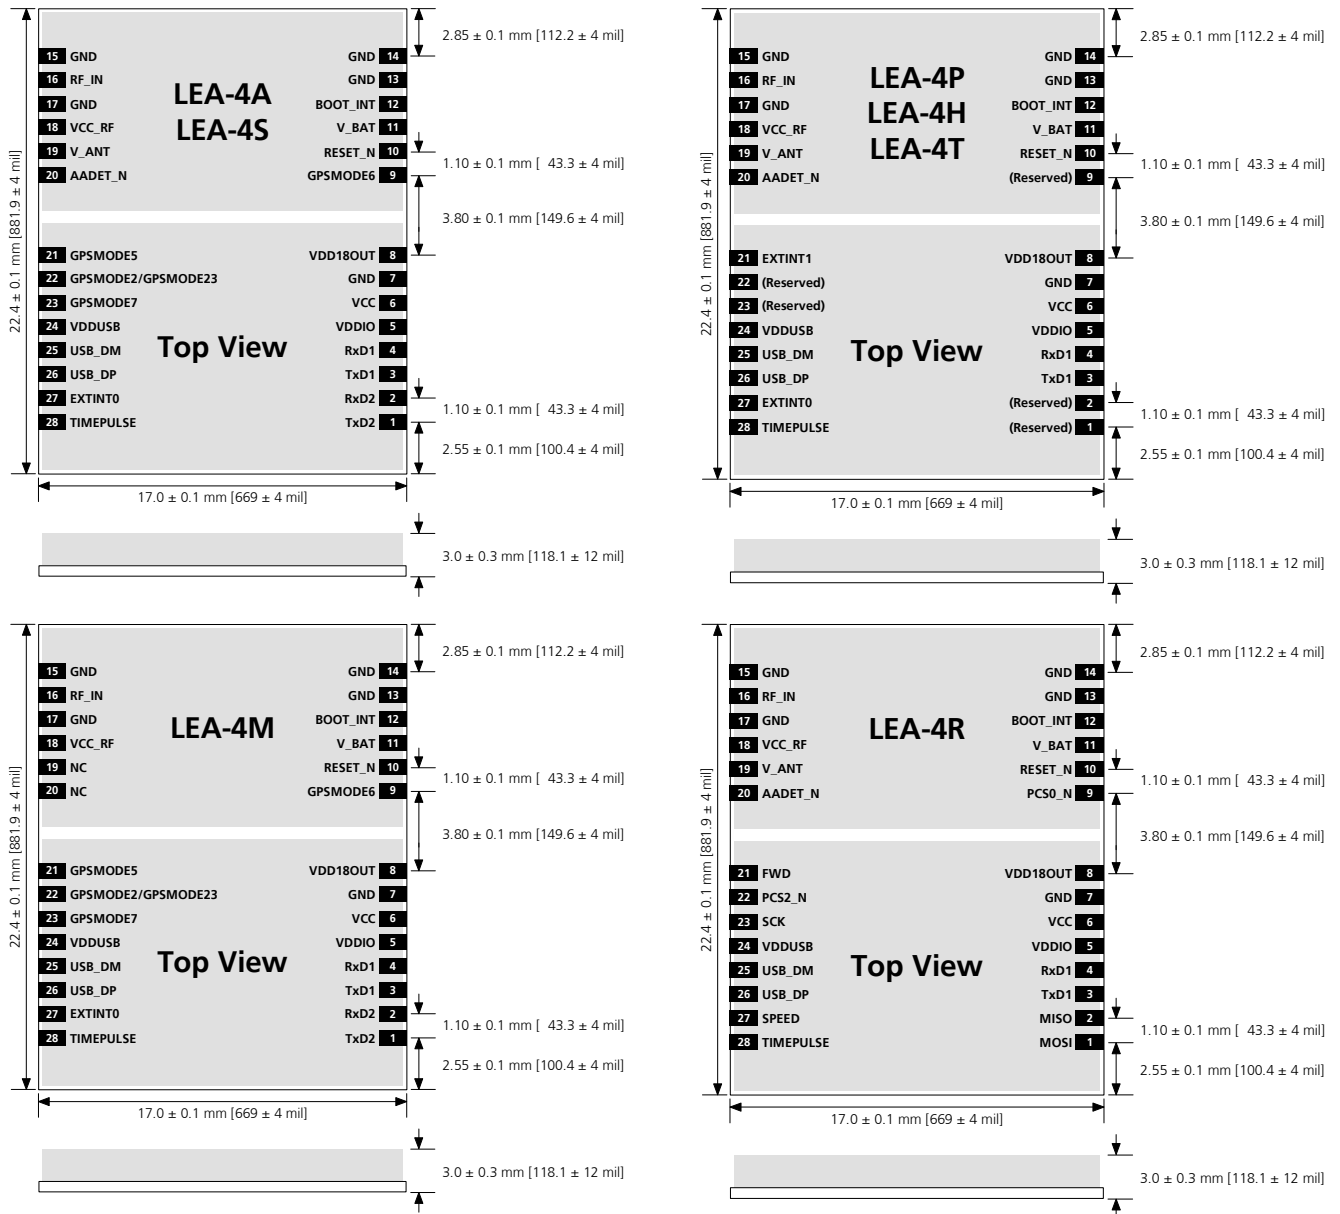 15 GND GND 14
16 RF_IN GND 13
17 GND BOOT_INT 12
18 VCC_RF V_BAT 11
19 V_ANT RESET_N 10
20 AADET_N GPSMODE6 9
LEA-4A
LEA-4S
21 GPSMODE5 VDD18OUT 8
22 GPSMODE2/GPSMODE23 GND 7
23 GPSMODE7 VCC 6
24 VDDUSB VDDIO 5
25 USB_DM RxD1 4
26 USB_DP TxD1 3
27 EXTINT0 RxD2 2
28 TIMEPULSE TxD2 1
Top View
22.4 ± 0.1 mm [881.9 ± 4 mil]
2.85 ± 0.1 mm [112.2 ± 4 mil]
1.10 ± 0.1 mm [ 43.3 ± 4 mil]
3.80 ± 0.1 mm [149.6 ± 4 mil]
1.10 ± 0.1 mm [ 43.3 ± 4 mil]
2.55 ± 0.1 mm [100.4 ± 4 mil]
17.0 ± 0.1 mm [669 ± 4 mil]
3.0 ± 0.3 mm [118.1 ± 12 mil]
15 GND GND 14
16 RF_IN GND 13
17 GND BOOT_INT 12
18 VCC_RF V_BAT 11
19 V_ANT RESET_N 10
20 AADET_N (Reserved) 9
LEA-4P
LEA-4H
LEA-4T
21 EXTINT1 VDD18OUT 8
22 (Reserved) GND 7
23 (Reserved) VCC 6
24 VDDUSB VDDIO 5
25 USB_DM RxD1 4
26 USB_DP TxD1 3
27 EXTINT0 (Reserved) 2
28 TIMEPULSE (Reserved) 1
Top View
22.4 ± 0.1 mm [881.9 ± 4 mil]
2.85 ± 0.1 mm [112.2 ± 4 mil]
1.10 ± 0.1 mm [ 43.3 ± 4 mil]
3.80 ± 0.1 mm [149.6 ± 4 mil]
1.10 ± 0.1 mm [ 43.3 ± 4 mil]
2.55 ± 0.1 mm [100.4 ± 4 mil]
17.0 ± 0.1 mm [669 ± 4 mil]
3.0 ± 0.3 mm [118.1 ± 12 mil]
15 GND GND 14
16 RF_IN GND 13
17 GND BOOT_INT 12
18 VCC_RF V_BAT 11
19 NC RESET_N 10
20 NC GPSMODE6 9
LEA-4M
21 GPSMODE5 VDD18OUT 8
22 GPSMODE2/GPSMODE23 GND 7
23 GPSMODE7 VCC 6
24 VDDUSB VDDIO 5
25 USB_DM RxD1 4
26 USB_DP TxD1 3
27 EXTINT0 RxD2 2
28 TIMEPULSE TxD2 1
Top View
22.4 ± 0.1 mm [881.9 ± 4 mil]
2.85 ± 0.1 mm [112.2 ± 4 mil]
1.10 ± 0.1 mm [ 43.3 ± 4 mil]
3.80 ± 0.1 mm [149.6 ± 4 mil]
1.10 ± 0.1 mm [ 43.3 ± 4 mil]
2.55 ± 0.1 mm [100.4 ± 4 mil]
17.0 ± 0.1 mm [669 ± 4 mil]
3.0 ± 0.3 mm [118.1 ± 12 mil]
15 GND GND 14
16 RF_IN GND 13
17 GND BOOT_INT 12
18 VCC_RF V_BAT 11
19 V_ANT RESET_N 10
20 AADET_N PCS0_N 9
LEA-4R
21 FWD VDD18OUT 8
22 PCS2_N GND 7
23 SCK VCC 6
24 VDDUSB VDDIO 5
25 USB_DM RxD1 4
26 USB_DP TxD1 3
27 SPEED MISO 2
28 TIMEPULSE MOSI 1
Top View
22.4 ± 0.1 mm [881.9 ± 4 mil]
2.85 ± 0.1 mm [112.2 ± 4 mil]
1.10 ± 0.1 mm [ 43.3 ± 4 mil]
3.80 ± 0.1 mm [149.6 ± 4 mil]
1.10 ± 0.1 mm [ 43.3 ± 4 mil]
2.55 ± 0.1 mm [100.4 ± 4 mil]
17.0 ± 0.1 mm [669 ± 4 mil]
3.0 ± 0.3 mm [118.1 ± 12 mil]